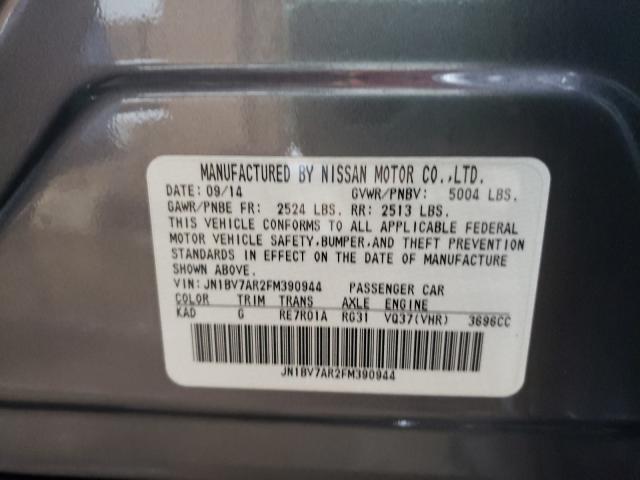 MANUFACTURED BY NISSAN MOTOR CO.,LTD.
DATE: 09/14 GVWR/PNBV: 5004 LBS.
GAWR/PNBE FR: 2524 LBS. RR: 2513 LBS.
THIS VEHICLE CONFORMS TO ALL APPLICABLE FEDERAL
MOTOR VEHICLE SAFETY,BUMPER,AND THEFT PREVENTION
STANDARDS IN EFFECT ON THE DATE OF MANUFACTURE
SHOWN ABOVE.
VIN: JN1BV7AR2FM390944 PASSENGER CAR
COLOR TRIM TRANS AXLE ENGINE
KAD G RE7R01A RG31 VQ37(VHR) 3696CC
JN1BV7AR2FM390944